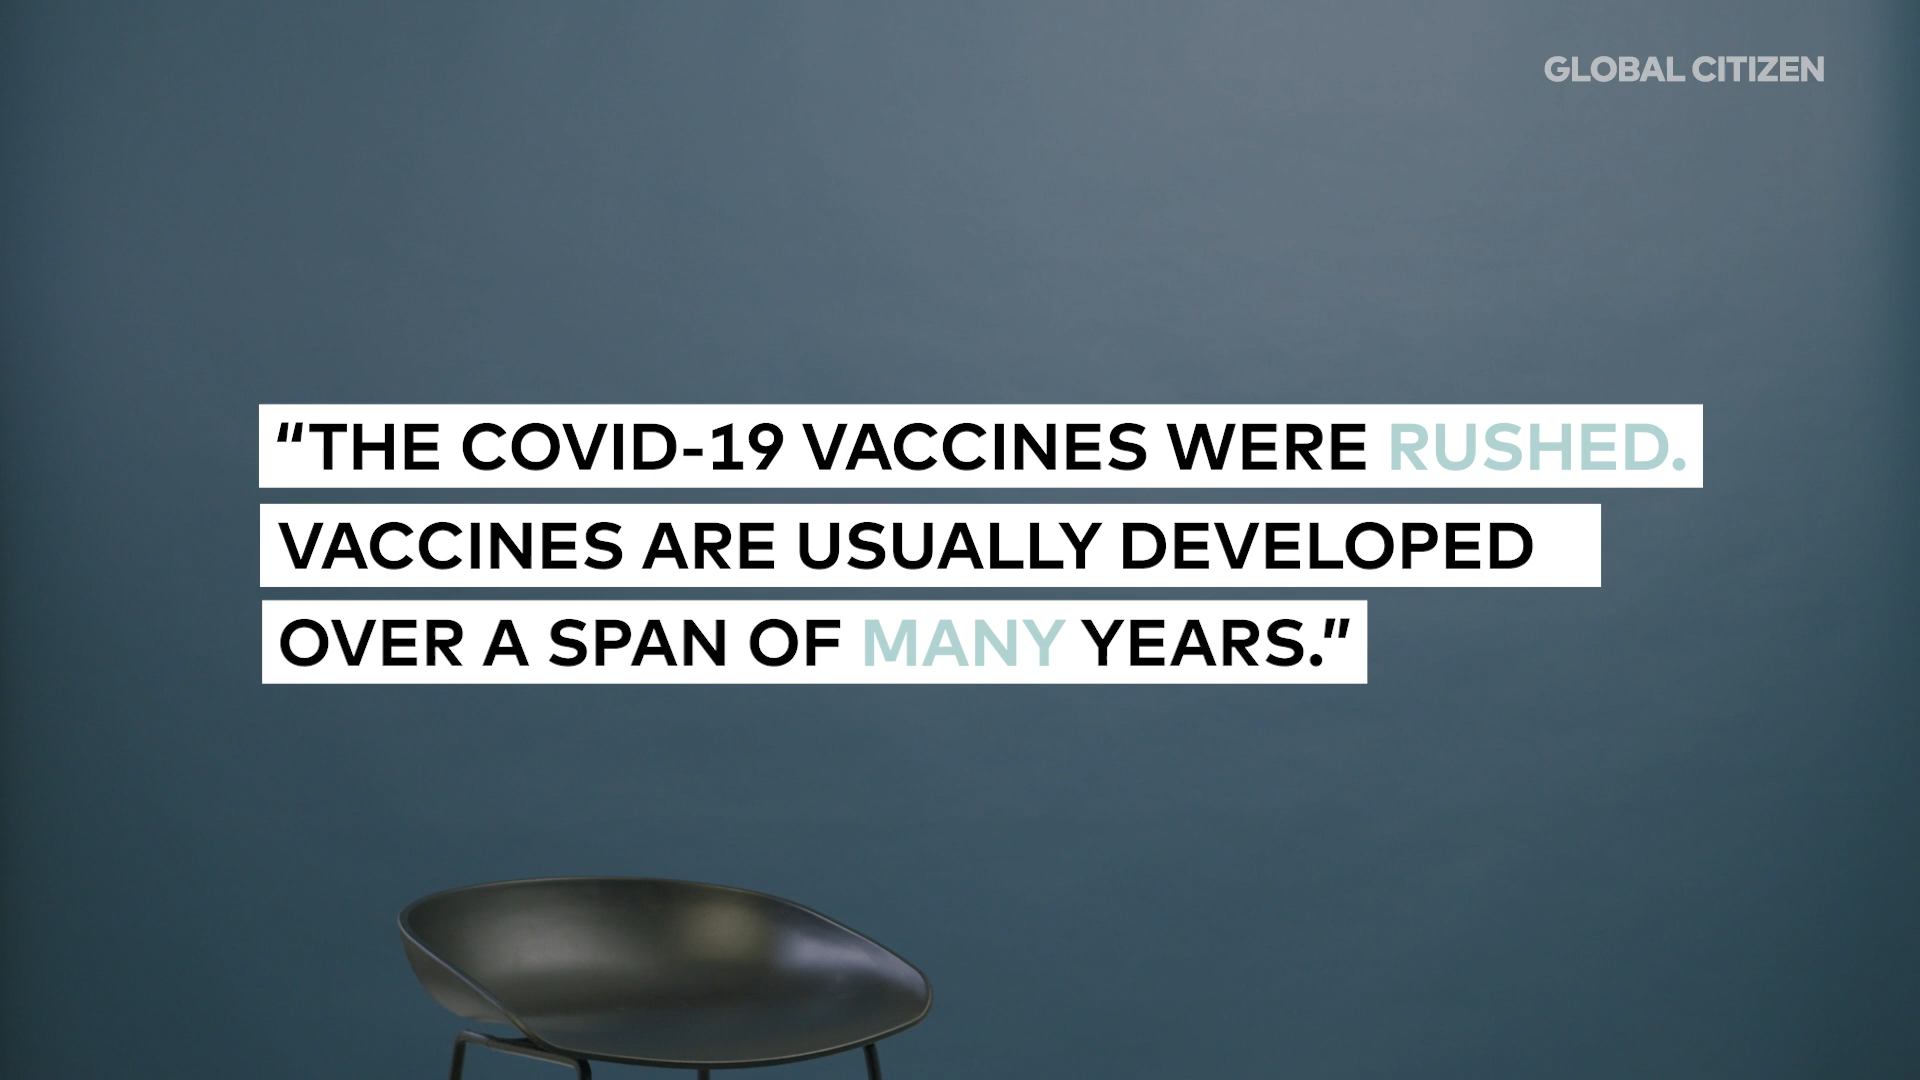 GLOBAL CITIZEN
“THE COVID-19 VACCINES WERE RUSHED.
VACCINES ARE USUALLY DEVELOPED
OVER A SPAN OF MANY YEARS.”